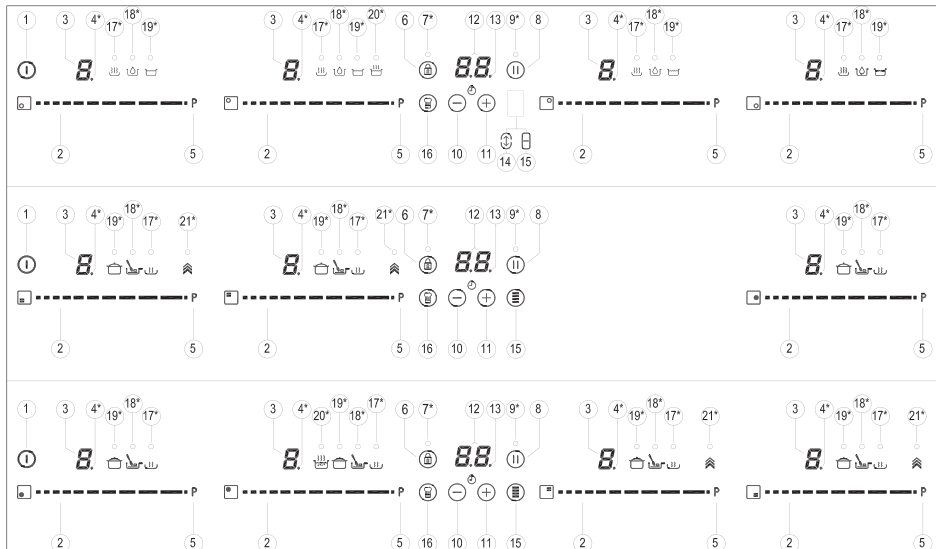 1 3 4* 17* 18* 19* 3 4* 17* 18* 19* 20* 6 7* 12 13 9* 8 3 4* 17* 18* 19* 3 4* 17* 18* 19*
8. 8. 8.8. 8. 8.
P P P P
2 5 2 5 16 10 11 14 15 2 5 2 5
1 3 4* 19* 18* 17* 21* 3 4* 19* 18* 17* 21* 6 7* 12 13 9* 8 3 4* 19* 18* 17*
8. 8. 8.8. 8.
P P P
2 5 2 5 16 10 11 15 2 5
1 3 4* 19* 18* 17* 3 4* 20* 19* 18* 17* 6 7* 12 13 9* 8 3 4* 19* 18* 17* 21* 3 4* 19* 18* 17* 21*
8. 8. 8.8. 8. 8.
P P P P
2 5 2 5 16 10 11 15 2 5 2 5